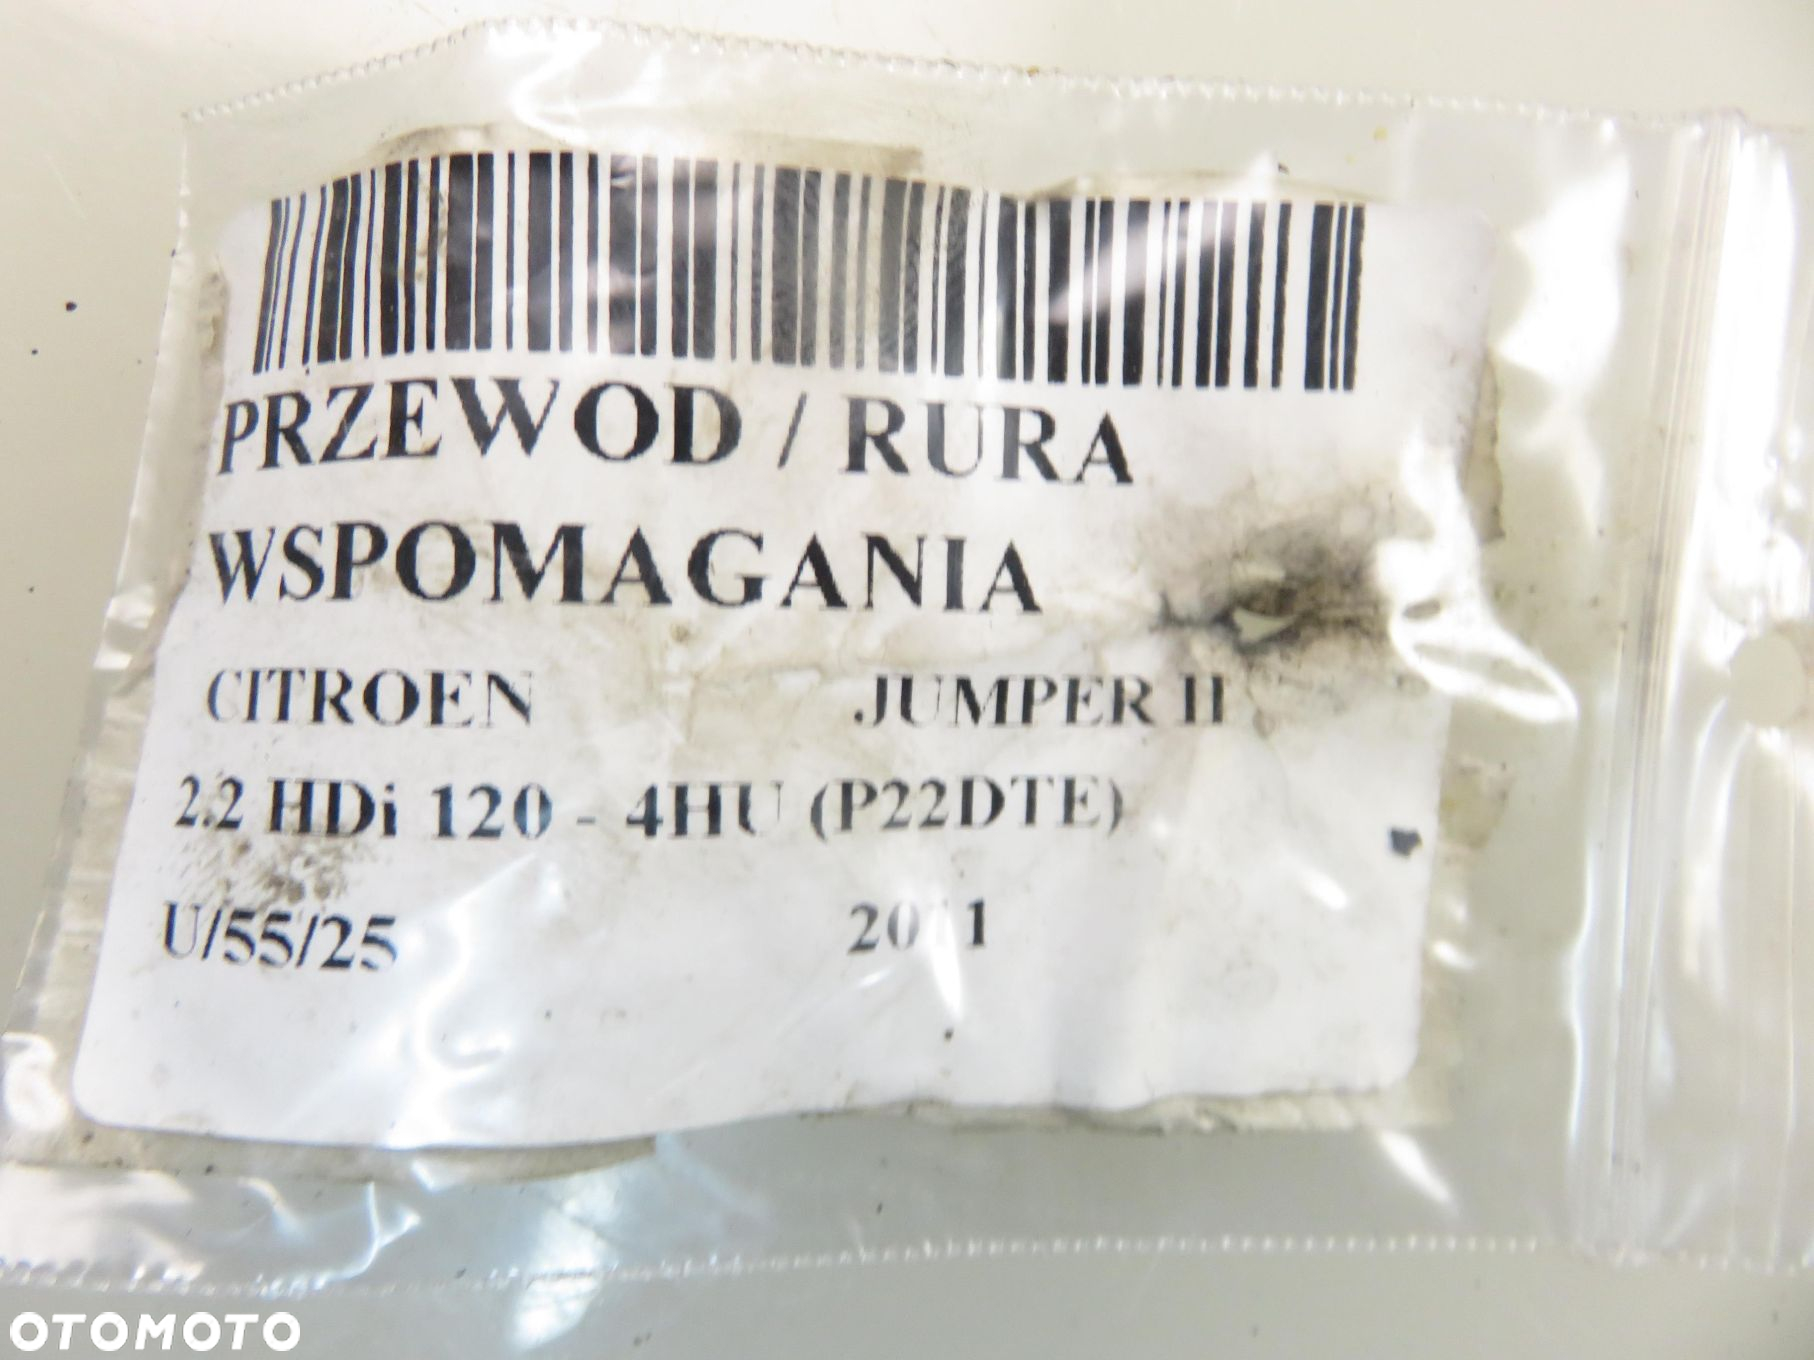 PRZEWOD / RURA
WSPOMAGANIA
CITROEN JUMPER II
2.2 HDi 120 - 4HU (P22DTE)
U/55/25 2011
OTOMOTO